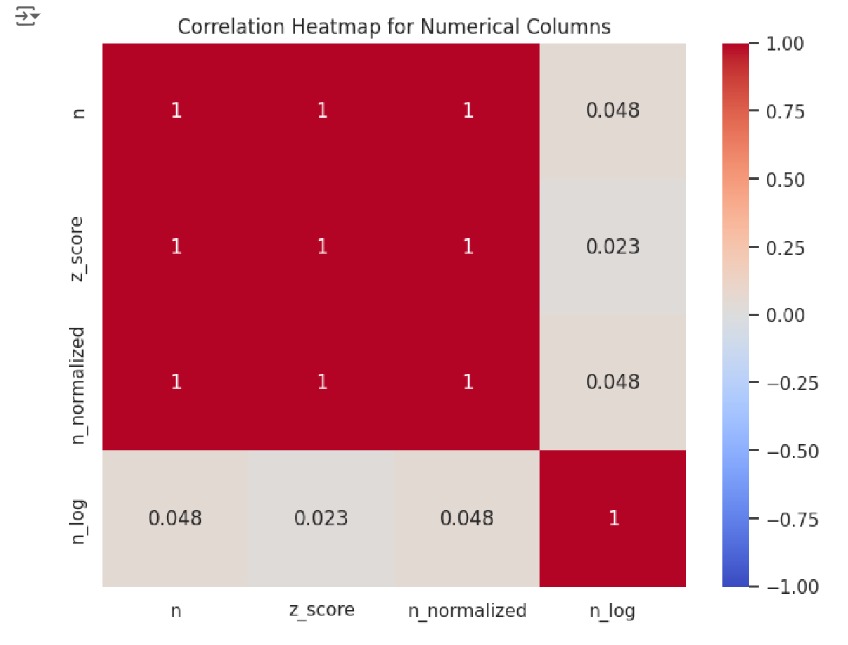 Correlation Heatmap for Numerical Columns
n 1 1 1 0.048
z_score 1 1 1 0.023
n_normalized 1 1 1 0.048
n_log 0.048 0.023 0.048 1
n z_score n_normalized n_log
1.00
0.75
0.50
0.25
0.00
−0.25
−0.50
−0.75
−1.00